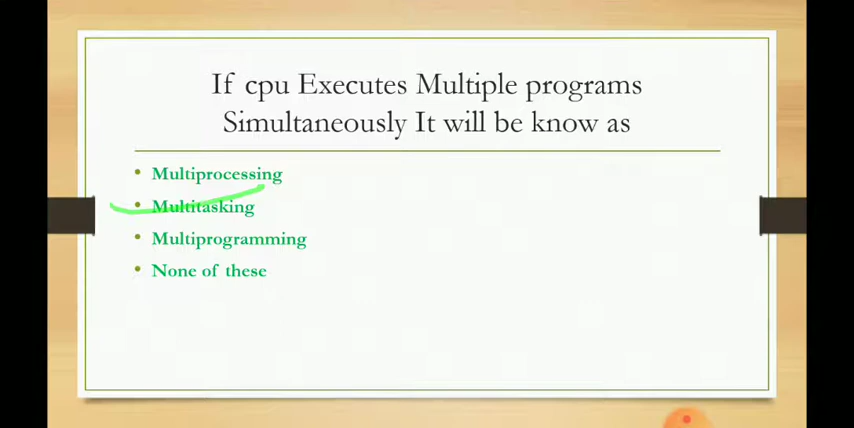 If cpu Executes Multiple programs
Simultaneously It will be know as
• Multiprocessing
• Multitasking
• Multiprogramming
• None of these